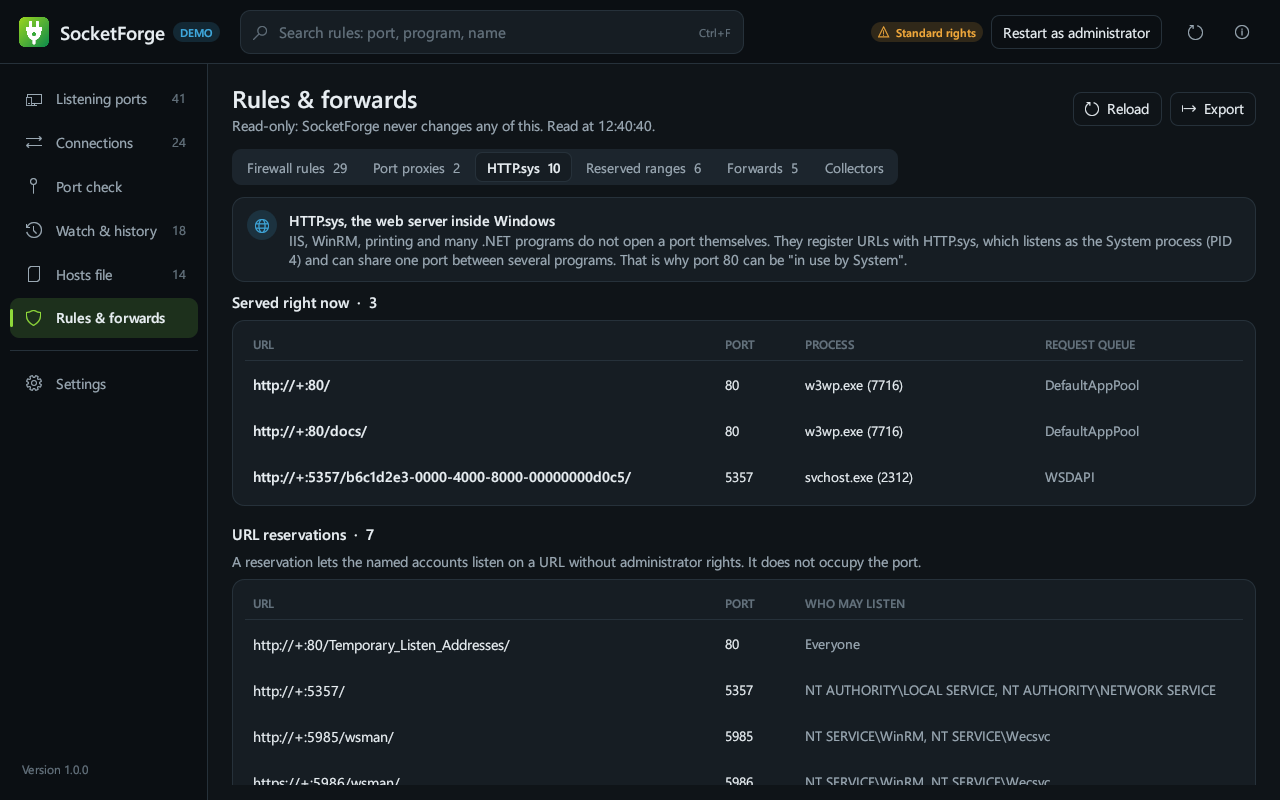 SocketForge DEMO
Search rules: port, program, name Ctrl+F
Standard rights
Restart as administrator
Listening ports 41
Connections 24
Port check
Watch & history 18
Hosts file 14
Rules & forwards
Settings
Version 1.0.0
Rules & forwards
Read-only: SocketForge never changes any of this. Read at 12:40:40.
Reload
Export
Firewall rules 29 Port proxies 2 HTTP.sys 10 Reserved ranges 6 Forwards 5 Collectors
HTTP.sys, the web server inside Windows
IIS, WinRM, printing and many .NET programs do not open a port themselves. They register URLs with HTTP.sys, which listens as the System process (PID
4) and can share one port between several programs. That is why port 80 can be "in use by System".
Served right now · 3
URL PORT PROCESS REQUEST QUEUE
http://+:80/ 80 w3wp.exe (7716) DefaultAppPool
http://+:80/docs/ 80 w3wp.exe (7716) DefaultAppPool
http://+:5357/b6c1d2e3-0000-4000-8000-00000000d0c5/ 5357 svchost.exe (2312) WSDAPI
URL reservations · 7
A reservation lets the named accounts listen on a URL without administrator rights. It does not occupy the port.
URL PORT WHO MAY LISTEN
http://+:80/Temporary_Listen_Addresses/ 80 Everyone
http://+:5357/ 5357 NT AUTHORITY\LOCAL SERVICE, NT AUTHORITY\NETWORK SERVICE
http://+:5985/wsman/ 5985 NT SERVICE\WinRM, NT SERVICE\Wecsvc
https://+:5986/wsman/ 5986 NT SERVICE\WinRM, NT SERVICE\Wecsvc